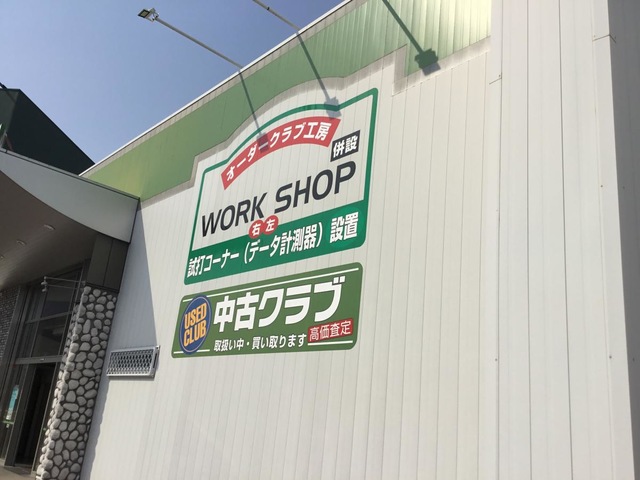 オーダークラブ工房
併設
WORK SHOP
右 左
試打コーナー（データ計測器）設置
USED
CLUB
中古クラブ
取扱い中・買い取ります
高価査定